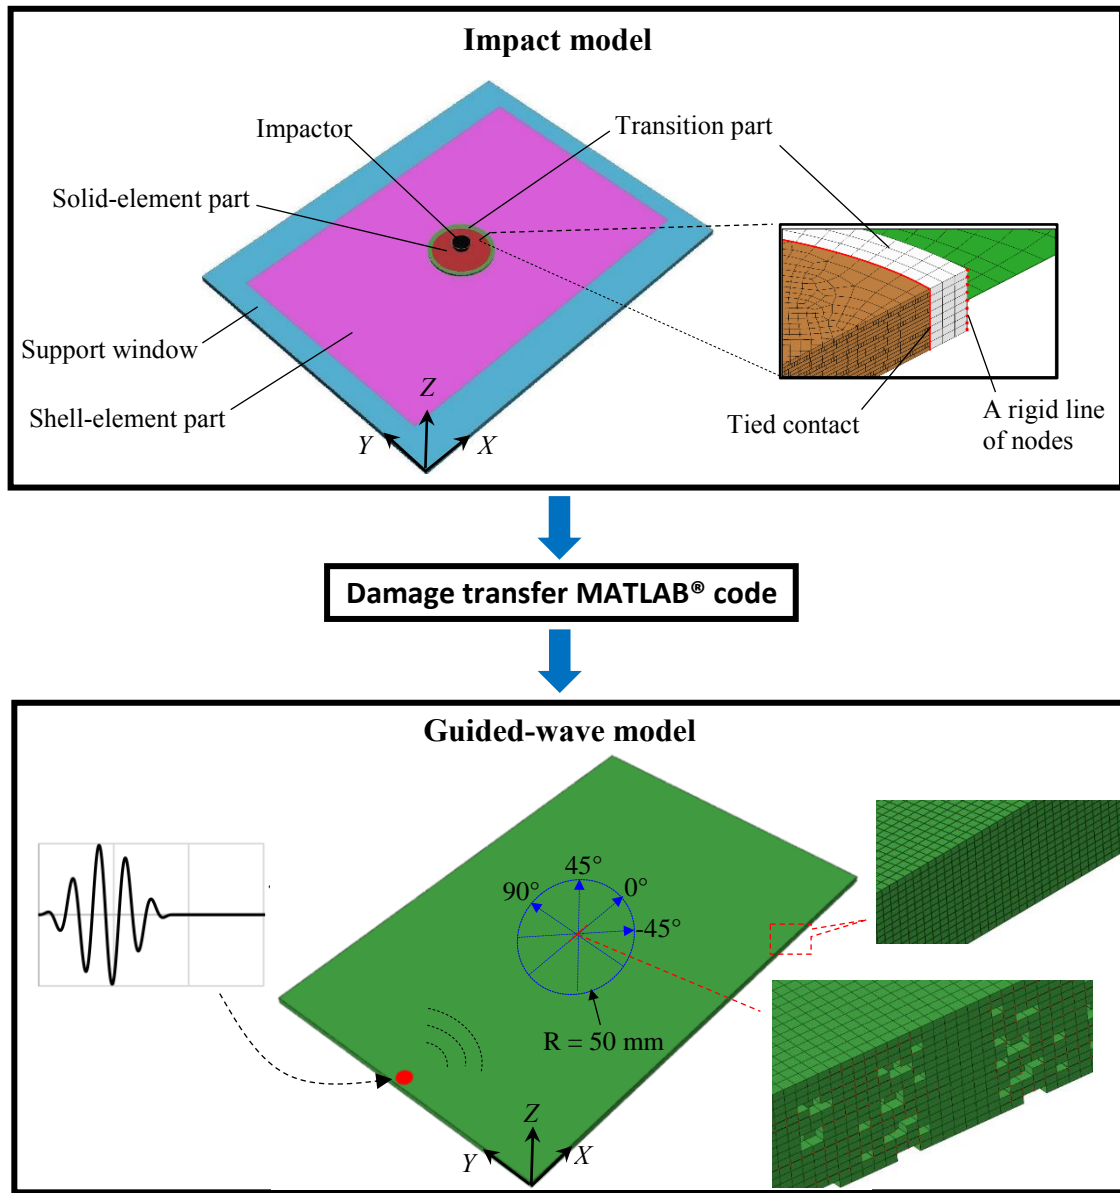 Impact model
Impactor
Transition part
Solid-element part
Support window
Shell-element part
Z
Y
X
Tied contact
A rigid line
of nodes
Damage transfer MATLAB® code
Guided-wave model
45°
90°
0°
-45°
R = 50 mm
Z
Y
X